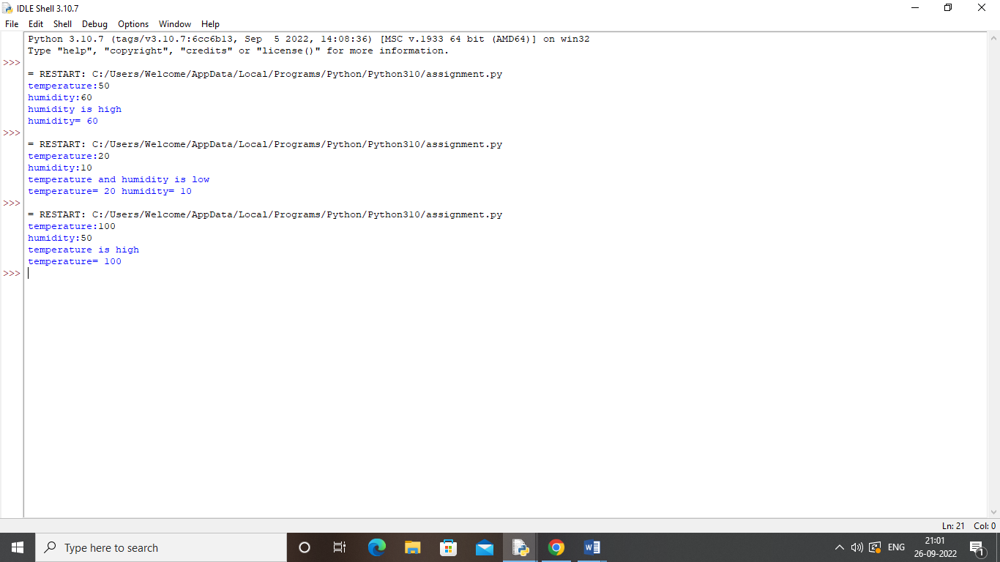 IDLE Shell 3.10.7
File Edit Shell Debug Options Window Help
Python 3.10.7 (tags/v3.10.7:6cc6b13, Sep  5 2022, 14:08:36) [MSC v.1933 64 bit (AMD64)] on win32
Type "help", "copyright", "credits" or "license()" for more information.
>>>
= RESTART: C:/Users/Welcome/AppData/Local/Programs/Python/Python310/assignment.py
temperature:50
humidity:60
humidity is high
humidity= 60
>>>
= RESTART: C:/Users/Welcome/AppData/Local/Programs/Python/Python310/assignment.py
temperature:20
humidity:10
temperature and humidity is low
temperature= 20 humidity= 10
>>>
= RESTART: C:/Users/Welcome/AppData/Local/Programs/Python/Python310/assignment.py
temperature:100
humidity:50
temperature is high
temperature= 100
>>>
Ln: 21 Col: 0
Type here to search
ENG
21:01
26-09-2022
1